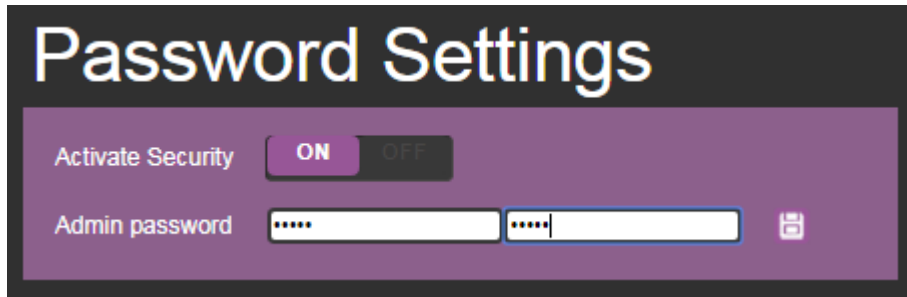 Password Settings
Activate Security ON OFF
Admin password ••••• •••••